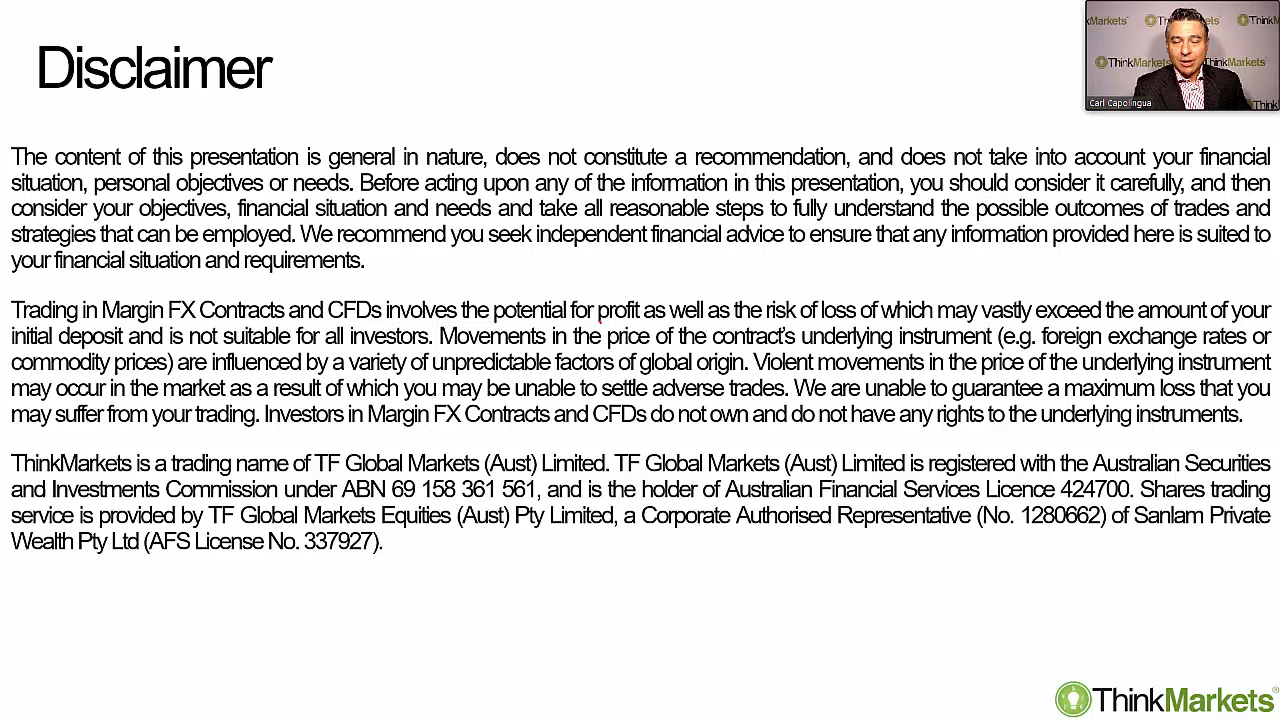 Disclaimer
kMarkets
ThinkMarkets
ThinkMarkets
Think
Carl Capolingua
The content of this presentation is general in nature, does not constitute a recommendation, and does not take into account your financial
situation, personal objectives or needs. Before acting upon any of the information in this presentation, you should consider it carefully, and then
consider your objectives, financial situation and needs and take all reasonable steps to fully understand the possible outcomes of trades and
strategies that can be employed. We recommend you seek independent financial advice to ensure that any information provided here is suited to
your financial situation and requirements.
Trading in Margin FX Contracts and CFDs involves the potential for profit as well as the risk of loss of which may vastly exceed the amount of your
initial deposit and is not suitable for all investors. Movements in the price of the contract's underlying instrument (e.g. foreign exchange rates or
commodity prices) are influenced by a variety of unpredictable factors of global origin. Violent movements in the price of the underlying instrument
may occur in the market as a result of which you may be unable to settle adverse trades. We are unable to guarantee a maximum loss that you
may suffer from your trading. Investors in Margin FX Contracts and CFDs do not own and do not have any rights to the underlying instruments.
ThinkMarkets is a trading name of TF Global Markets (Aust) Limited. TF Global Markets (Aust) Limited is registered with the Australian Securities
and Investments Commission under ABN 69 158 361 561, and is the holder of Australian Financial Services Licence 424700. Shares trading
service is provided by TF Global Markets Equities (Aust) Pty Limited, a Corporate Authorised Representative (No. 1280662) of Sanlam Private
Wealth Pty Ltd (AFS License No. 337927).
ThinkMarkets®